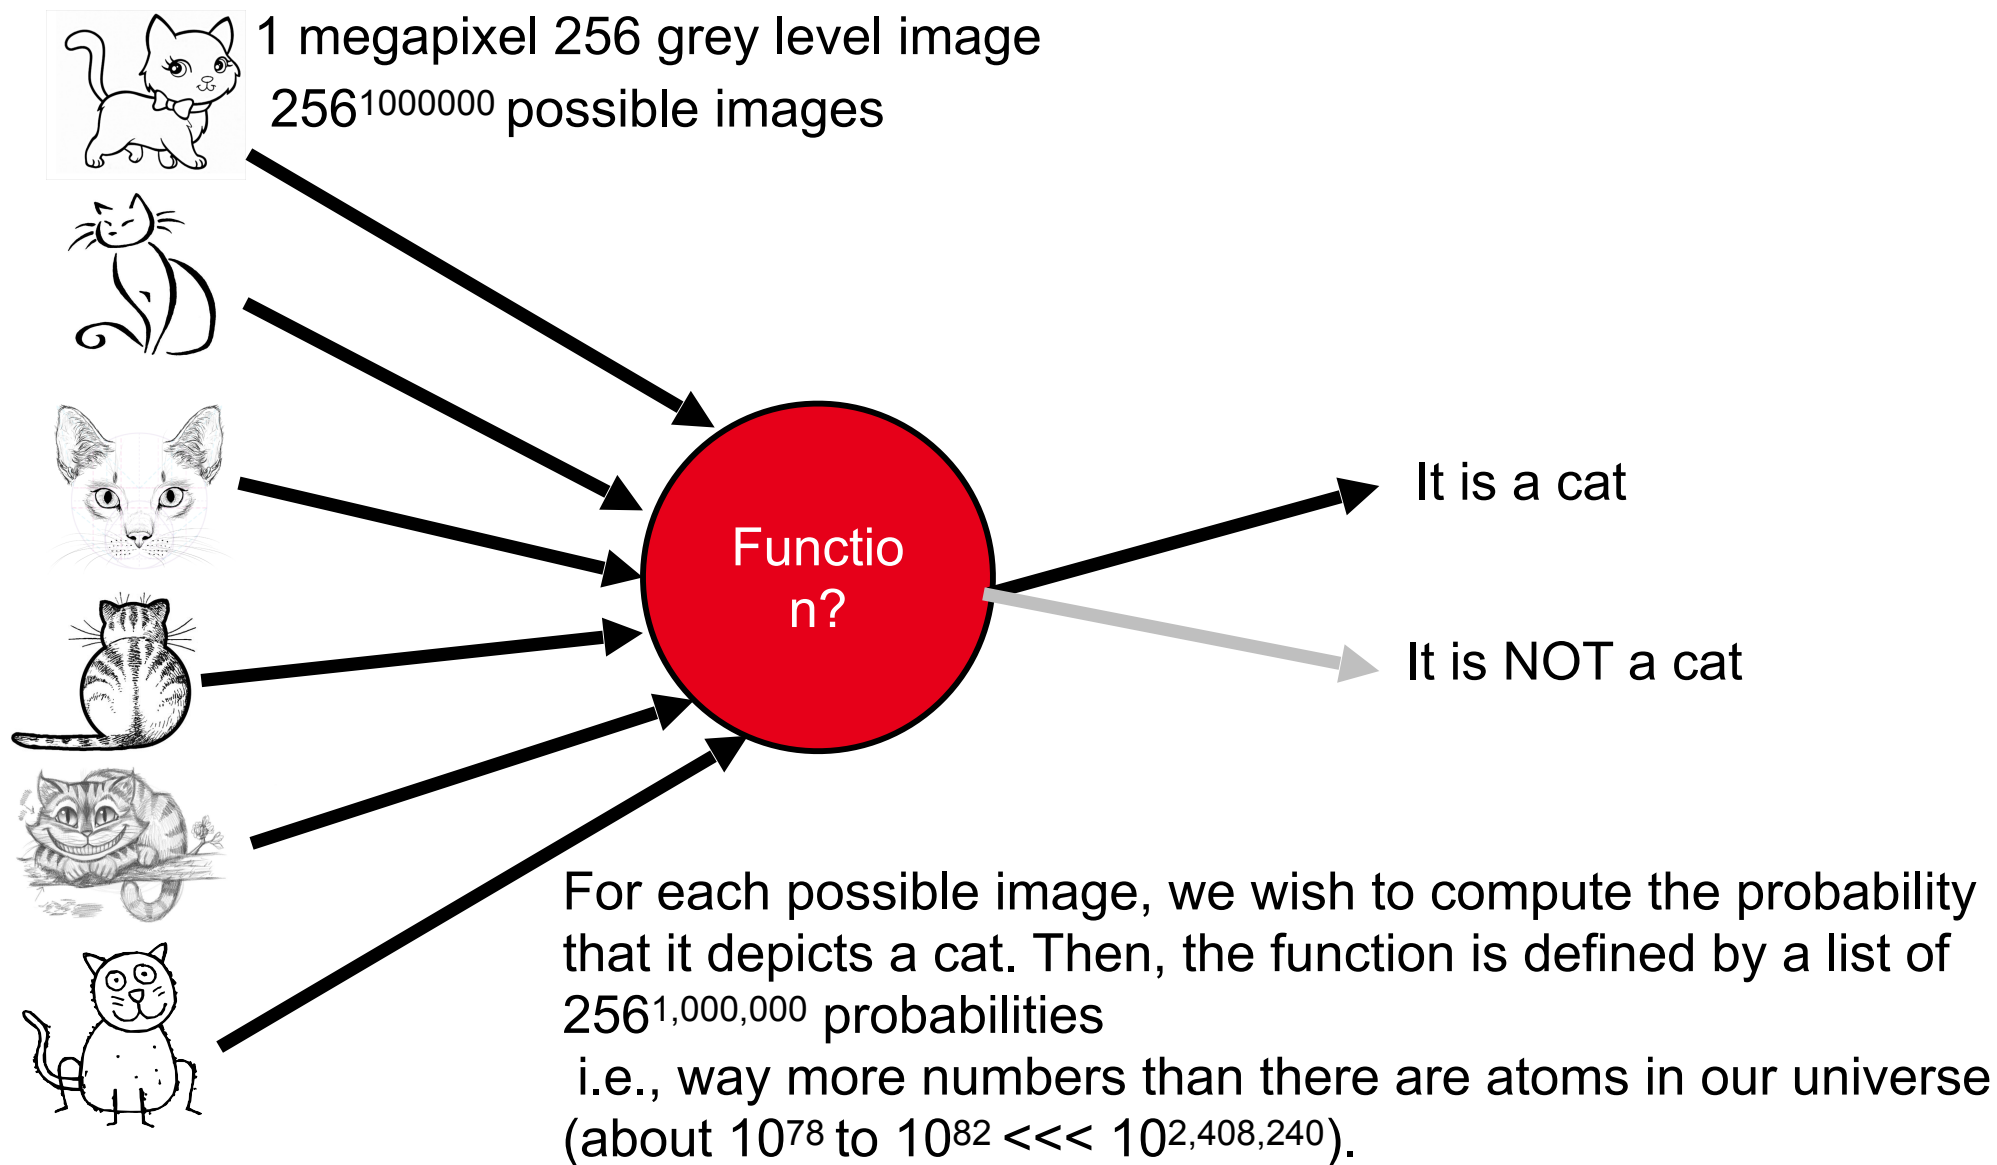 1 megapixel 256 grey level image
256¹⁰⁰⁰⁰⁰⁰ possible images
Functio
n?
It is a cat
It is NOT a cat
For each possible image, we wish to compute the probability
that it depicts a cat. Then, the function is defined by a list of
256¹,⁰⁰⁰,⁰⁰⁰ probabilities
i.e., way more numbers than there are atoms in our universe
(about 10⁷⁸ to 10⁸² <<< 10²,⁴⁰⁸,²⁴⁰).